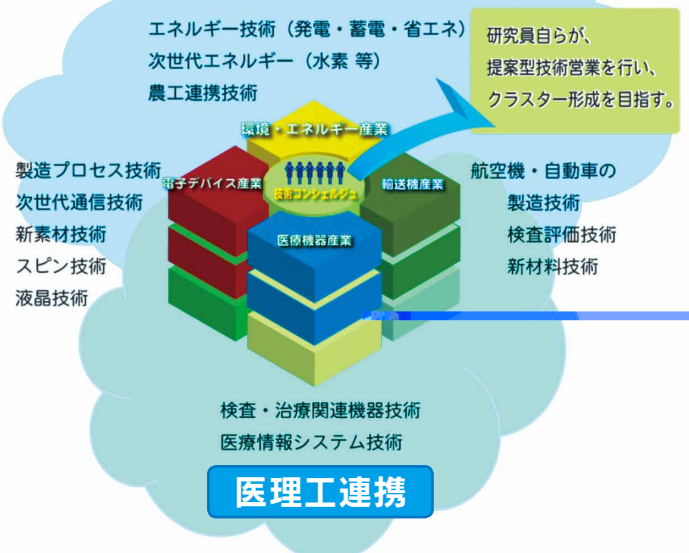 エネルギー技術（発電・蓄電・省エネ）
次世代エネルギー（水素 等）
農工連携技術
研究員自らが、
提案型技術営業を行い、
クラスター形成を目指す。
環境・エネルギー産業
製造プロセス技術
次世代通信技術
新素材技術
スピン技術
液晶技術
電子デバイス産業
技術コンシェルジュ
輸送機産業
医療機器産業
航空機・自動車の
製造技術
検査評価技術
新材料技術
検査・治療関連機器技術
医療情報システム技術
医理工連携